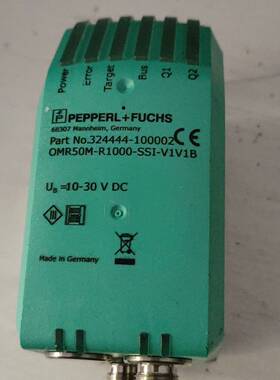 Power Error Target Bus Q1 Q2
PEPPERL+FUCHS
68307 Mannheim, Germany
Part No.324444-100002 CE
OMR50M-R1000-SSI-V1V1B
UB=10-30 V DC
Made in Germany